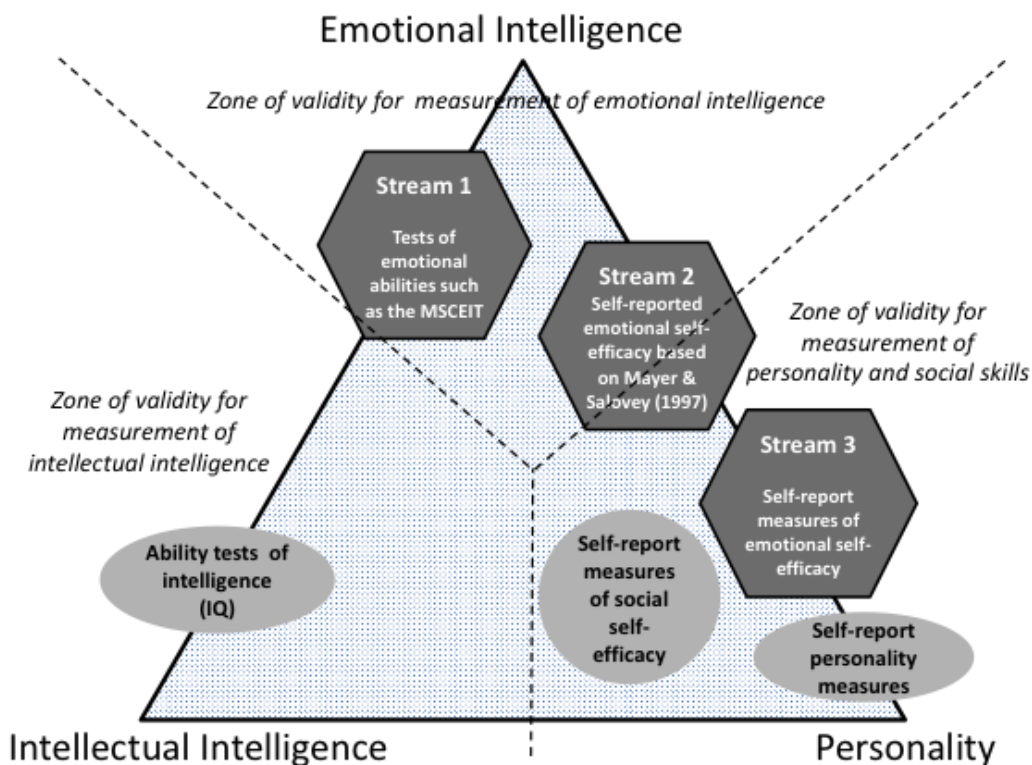 Emotional Intelligence
Zone of validity for measurement of emotional intelligence
Stream 1
Tests of
emotional
abilities such
as the MSCEIT
Stream 2
Self-reported
emotional self-
efficacy based
on Mayer &
Salovey (1997)
Zone of validity for
measurement of
personality and social skills
Zone of validity for
measurement of
intellectual intelligence
Stream 3
Self-report
measures of
emotional self-
efficacy
Ability tests of
intelligence
(IQ)
Self-report
measures
of social
self-
efficacy
Self-report
personality
measures
Intellectual Intelligence
Personality